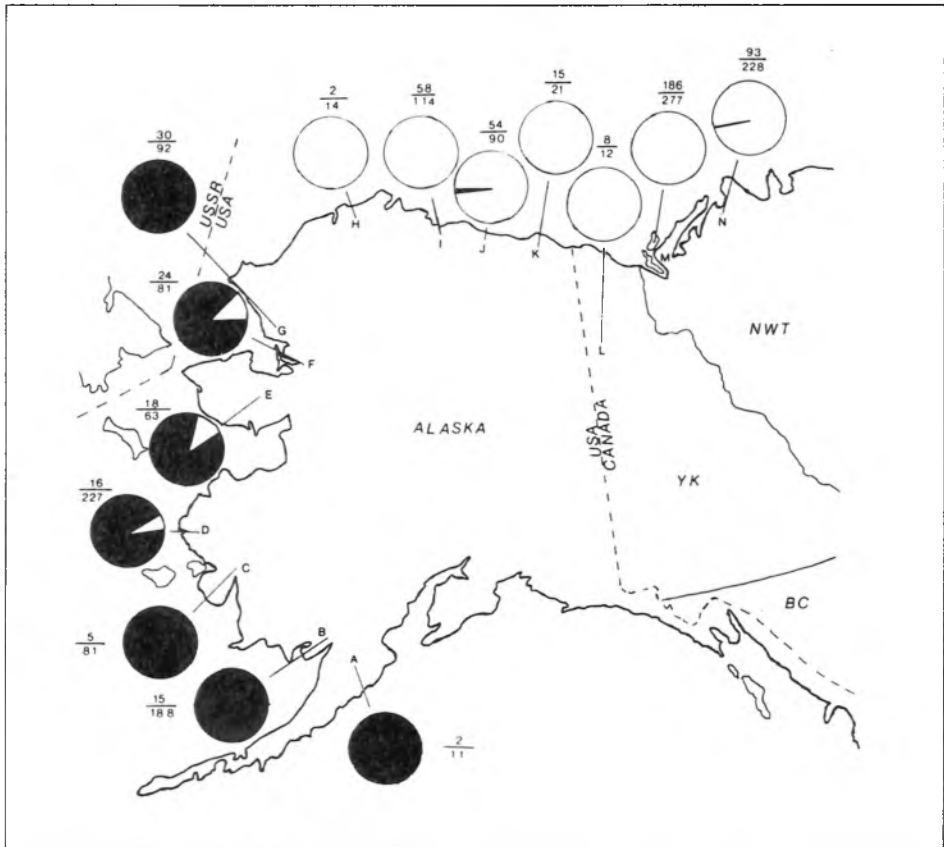 93
228
15
21
186
277
2
14
58
114
54
90
8
12
30
92
USSR
USA
H
I
J
K
M
N
24
81
G
F
L
NWT
E
18
63
ALASKA
USA
CANADA
YK
16
227
D
C
BC
5
81
B
A
15
188
2
11